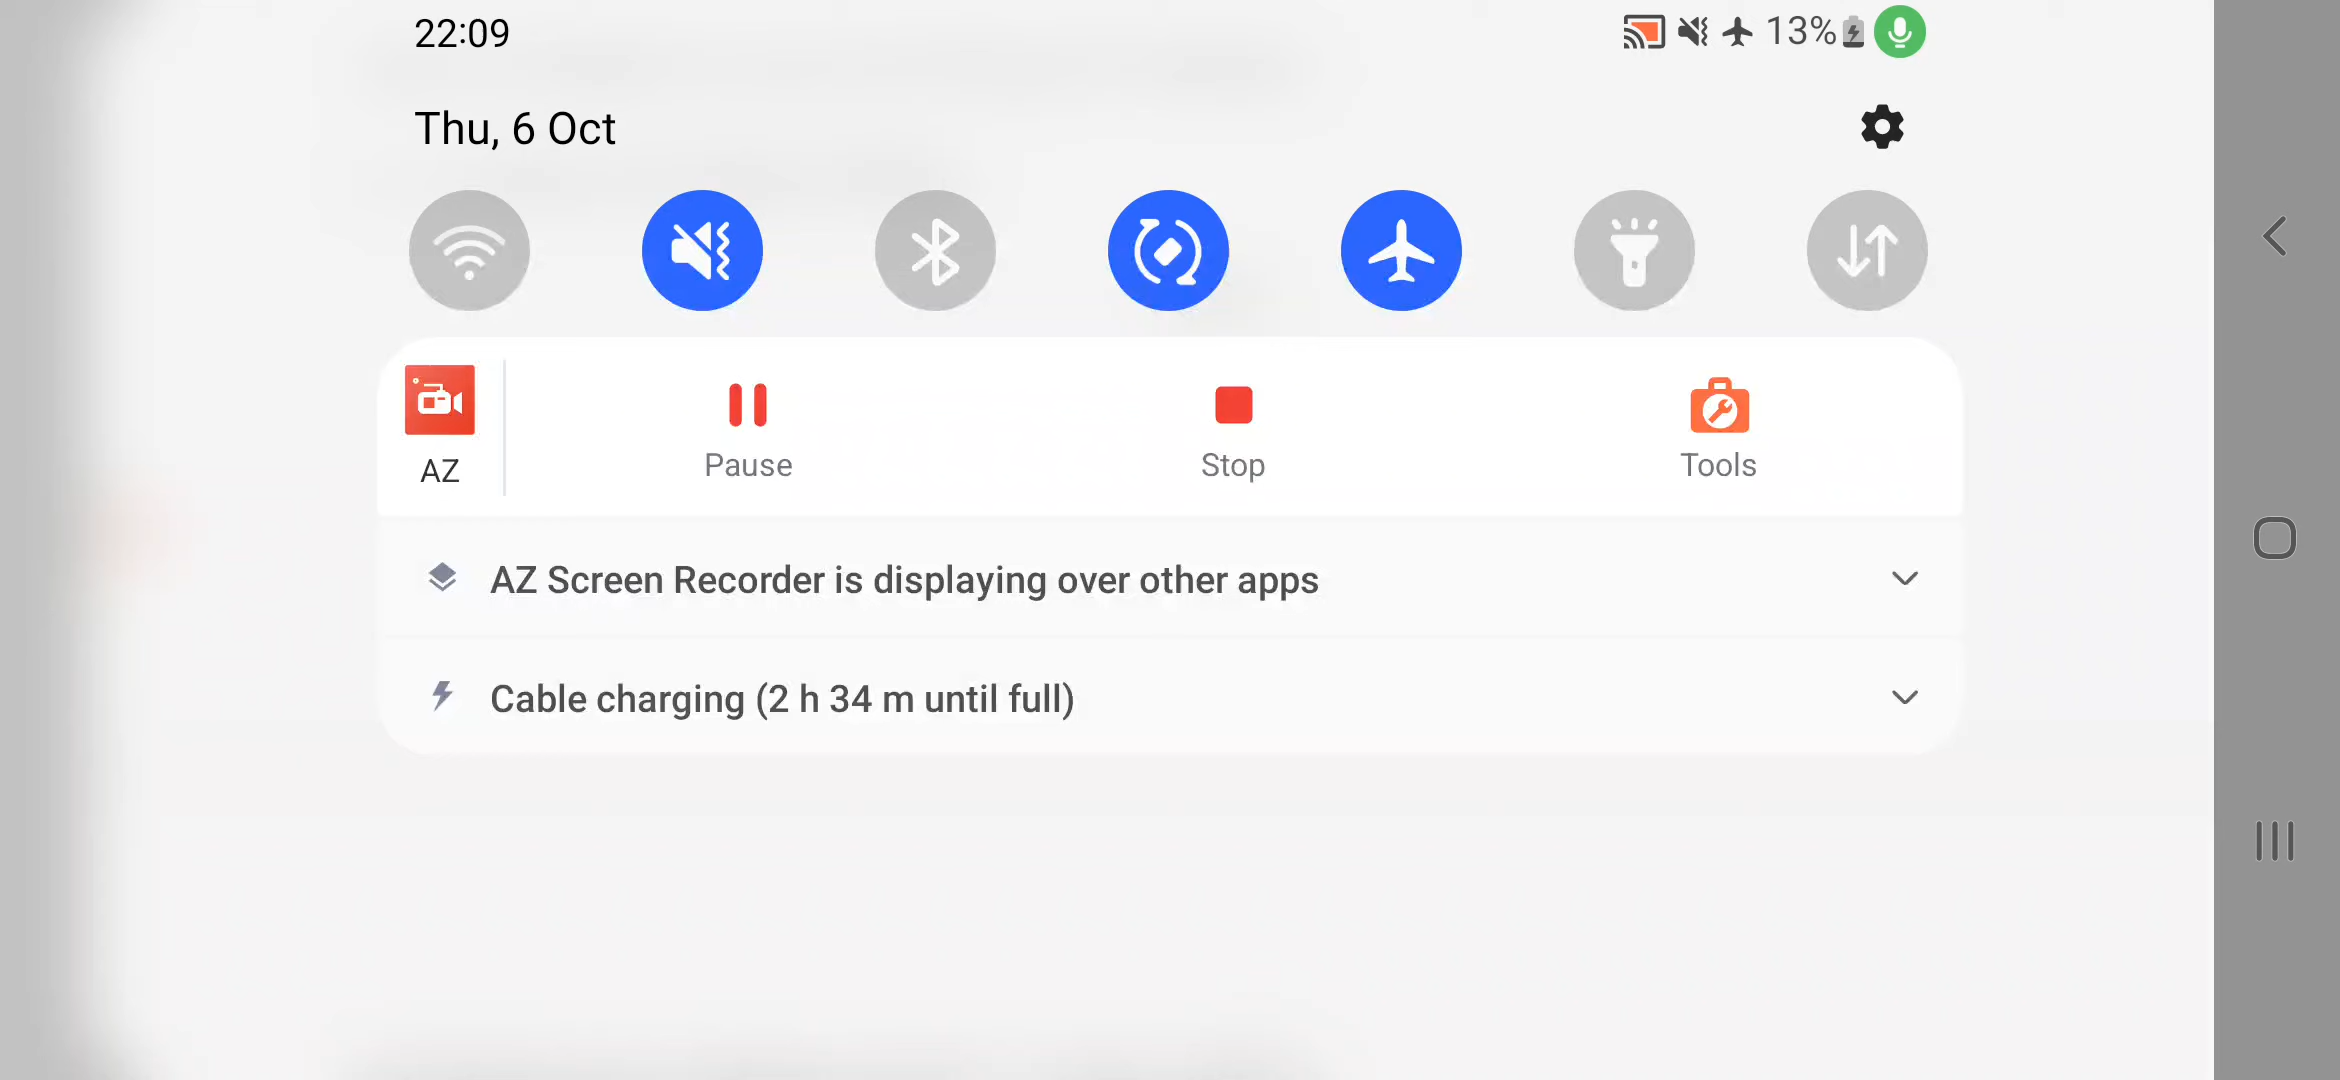 22:09
13%
Thu, 6 Oct
AZ
Pause
Stop
Tools
AZ Screen Recorder is displaying over other apps
Cable charging (2 h 34 m until full)